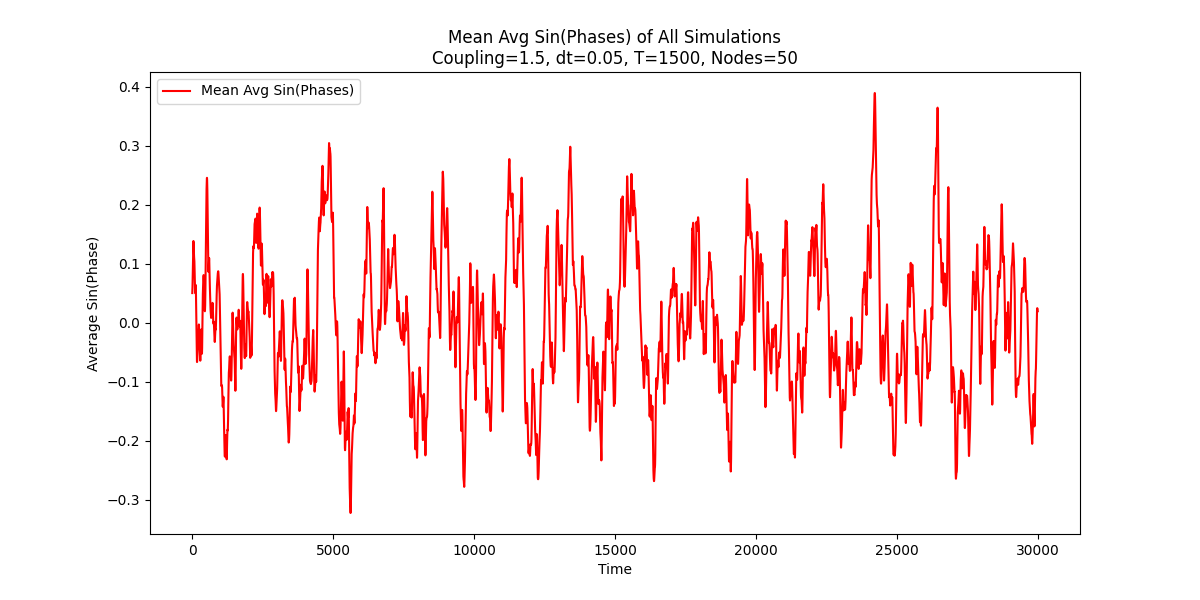 Mean Avg Sin(Phases) of All Simulations
Coupling=1.5, dt=0.05, T=1500, Nodes=50
Mean Avg Sin(Phases)
Average Sin(Phase)
0.4
0.3
0.2
0.1
0.0
−0.1
−0.2
−0.3
0 5000 10000 15000 20000 25000 30000
Time